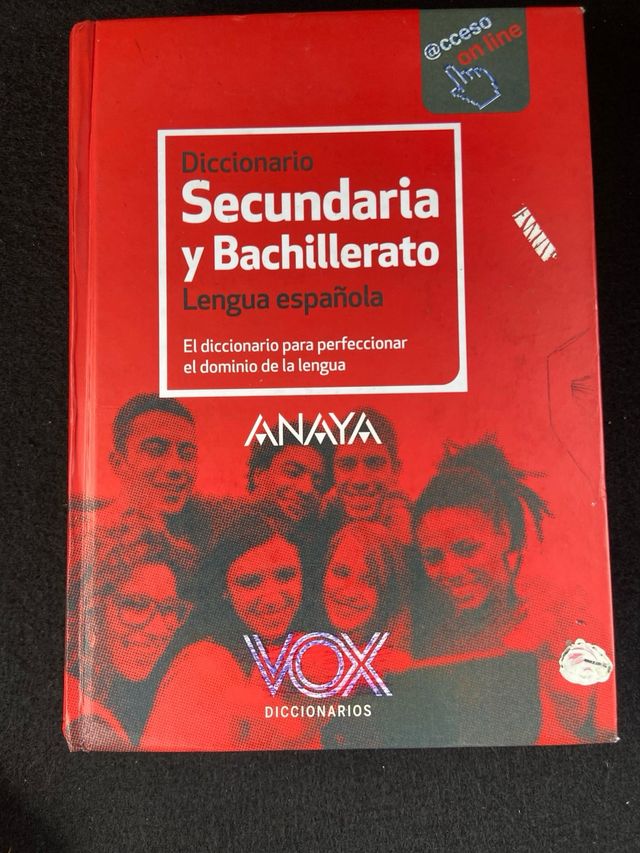 @cceso
on line
Diccionario
Secundaria
y Bachillerato
Lengua española
El diccionario para perfeccionar
el dominio de la lengua
ANAYA
VOX
DICCIONARIOS